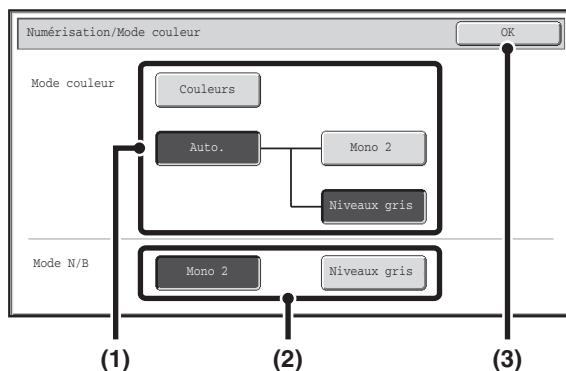 Numérisation/Mode couleur OK
Mode couleur Couleurs
Auto. Mono 2
Niveaux gris
Mode N/B Mono 2 Niveaux gris
(1) (2) (3)